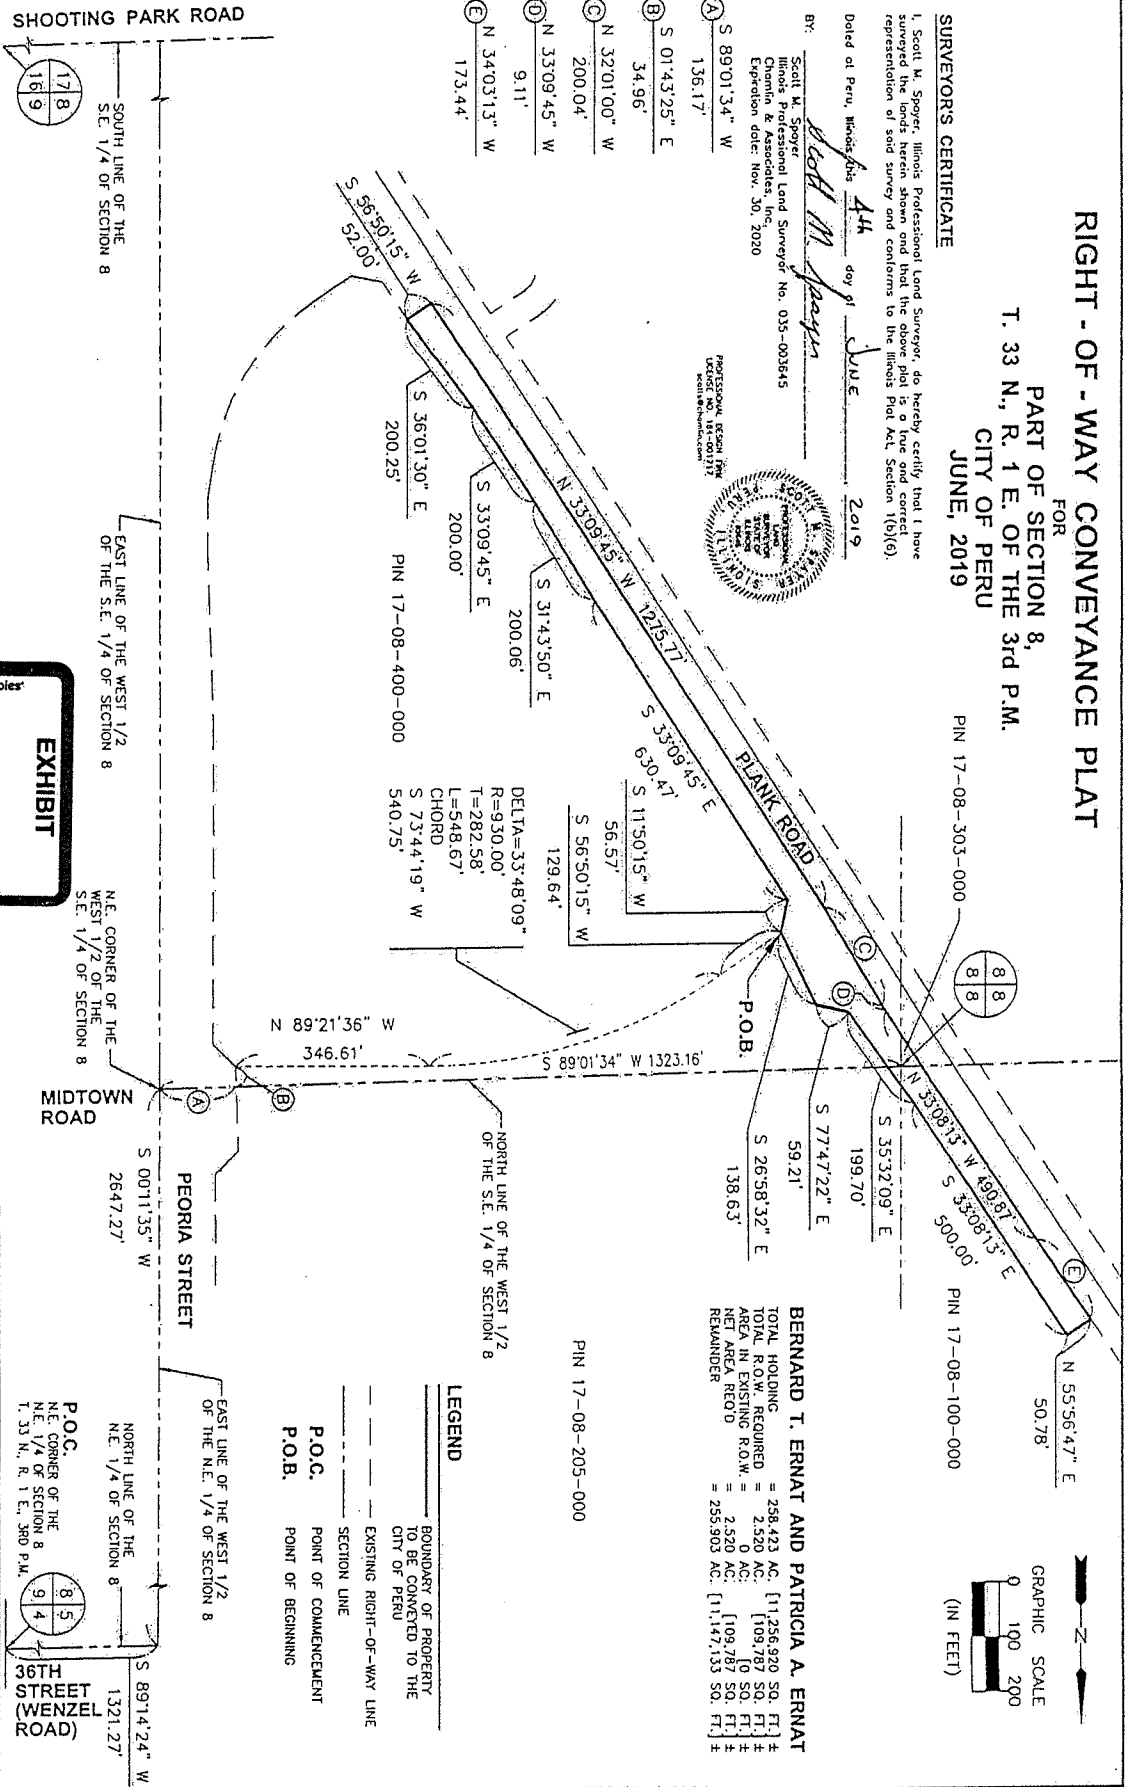 RIGHT - OF - WAY CONVEYANCE PLAT
FOR
PART OF SECTION 8,
T. 33 N., R. 1 E. OF THE 3rd P.M.
CITY OF PERU
JUNE, 2019
SURVEYOR'S CERTIFICATE
I, Scott M. Spayer, Illinois Professional Land Surveyor, do hereby certify that I have
surveyed the lands herein shown and that the above plat is a true and correct
representation of said survey and conforms to the Illinois Plat Act, Section 1(b)(6).
Dated at Peru, Illinois this 4th day of JUNE 2019
BY: Scott M. Spayer
Scott M. Spayer
Illinois Professional Land Surveyor No. 035-003645
Chamlin & Associates, Inc.
Expiration date: Nov. 30, 2020
PROFESSIONAL DESIGN FIRM
LICENSE NO. 184-001717
scotts@chamlin.com
SCOTT M. SPAYER
PROFESSIONAL
LAND
SURVEYOR
STATE OF
ILLINOIS
PERU, ILLINOIS
A S 89°01'34" W
136.17'
B S 01°43'25" E
34.96'
C N 32°01'00" W
200.04'
D N 33°09'45" W
9.11'
E N 34°03'13" W
173.44'
GRAPHIC SCALE
0 100 200
(IN FEET)
N
PIN 17-08-303-000
8 8
8 8
PIN 17-08-100-000
N 55°56'47" E
50.78'
E
N 33°08'13" W 490.87'
S 33°08'13" E
500.00'
S 35°32'09" E
199.70'
S 77°47'22" E
59.21'
S 26°58'32" E
138.63'
C
D
PLANK ROAD
N 33°09'45" W 1275.77'
S 33°09'45" E
630.47'
S 11°50'15" W
56.57'
S 56°50'15" W
129.64'
P.O.B.
S 31°43'50" E
200.06'
S 33°09'45" E
200.00'
S 36°01'30" E
200.25'
S 56°50'15" W
52.00'
PIN 17-08-400-000
DELTA=33°48'09"
R=930.00'
T=282.58'
L=548.67'
CHORD
S 73°44'19" W
540.75'
N 89°21'36" W
346.61'
S 89°01'34" W 1323.16'
A
B
NORTH LINE OF THE WEST 1/2
OF THE S.E. 1/4 OF SECTION 8
PIN 17-08-205-000
BERNARD T. ERNAT AND PATRICIA A. ERNAT
TOTAL HOLDING = 258.423 AC. [11,256,920 SQ. FT.] ±
TOTAL R.O.W. REQUIRED = 2.520 AC. [109,787 SQ. FT.] ±
AREA IN EXISTING R.O.W. = 0 AC. [0 SQ. FT.] ±
NET AREA REQ'D = 2.520 AC. [109,787 SQ. FT.] ±
REMAINDER = 255.903 AC. [11,147,133 SQ. FT.] ±
LEGEND
BOUNDARY OF PROPERTY
TO BE CONVEYED TO THE
CITY OF PERU
EXISTING RIGHT-OF-WAY LINE
SECTION LINE
P.O.C. POINT OF COMMENCEMENT
P.O.B. POINT OF BEGINNING
SHOOTING PARK ROAD
17 8
16 9
SOUTH LINE OF THE
S.E. 1/4 OF SECTION 8
EAST LINE OF THE WEST 1/2
OF THE S.E. 1/4 OF SECTION 8
EXHIBIT
N.E. CORNER OF THE
WEST 1/2 OF THE
S.E. 1/4 OF SECTION 8
MIDTOWN
ROAD
PEORIA STREET
S 00°11'35" W
2647.27'
EAST LINE OF THE WEST 1/2
OF THE N.E. 1/4 OF SECTION 8
NORTH LINE OF THE
N.E. 1/4 OF SECTION 8
P.O.C.
N.E. CORNER OF THE
N.E. 1/4 OF SECTION 8
T. 33 N., R. 1 E., 3RD P.M.
8 5
9 4
S 89°14'24" W
1321.27'
36TH
STREET
(WENZEL
ROAD)